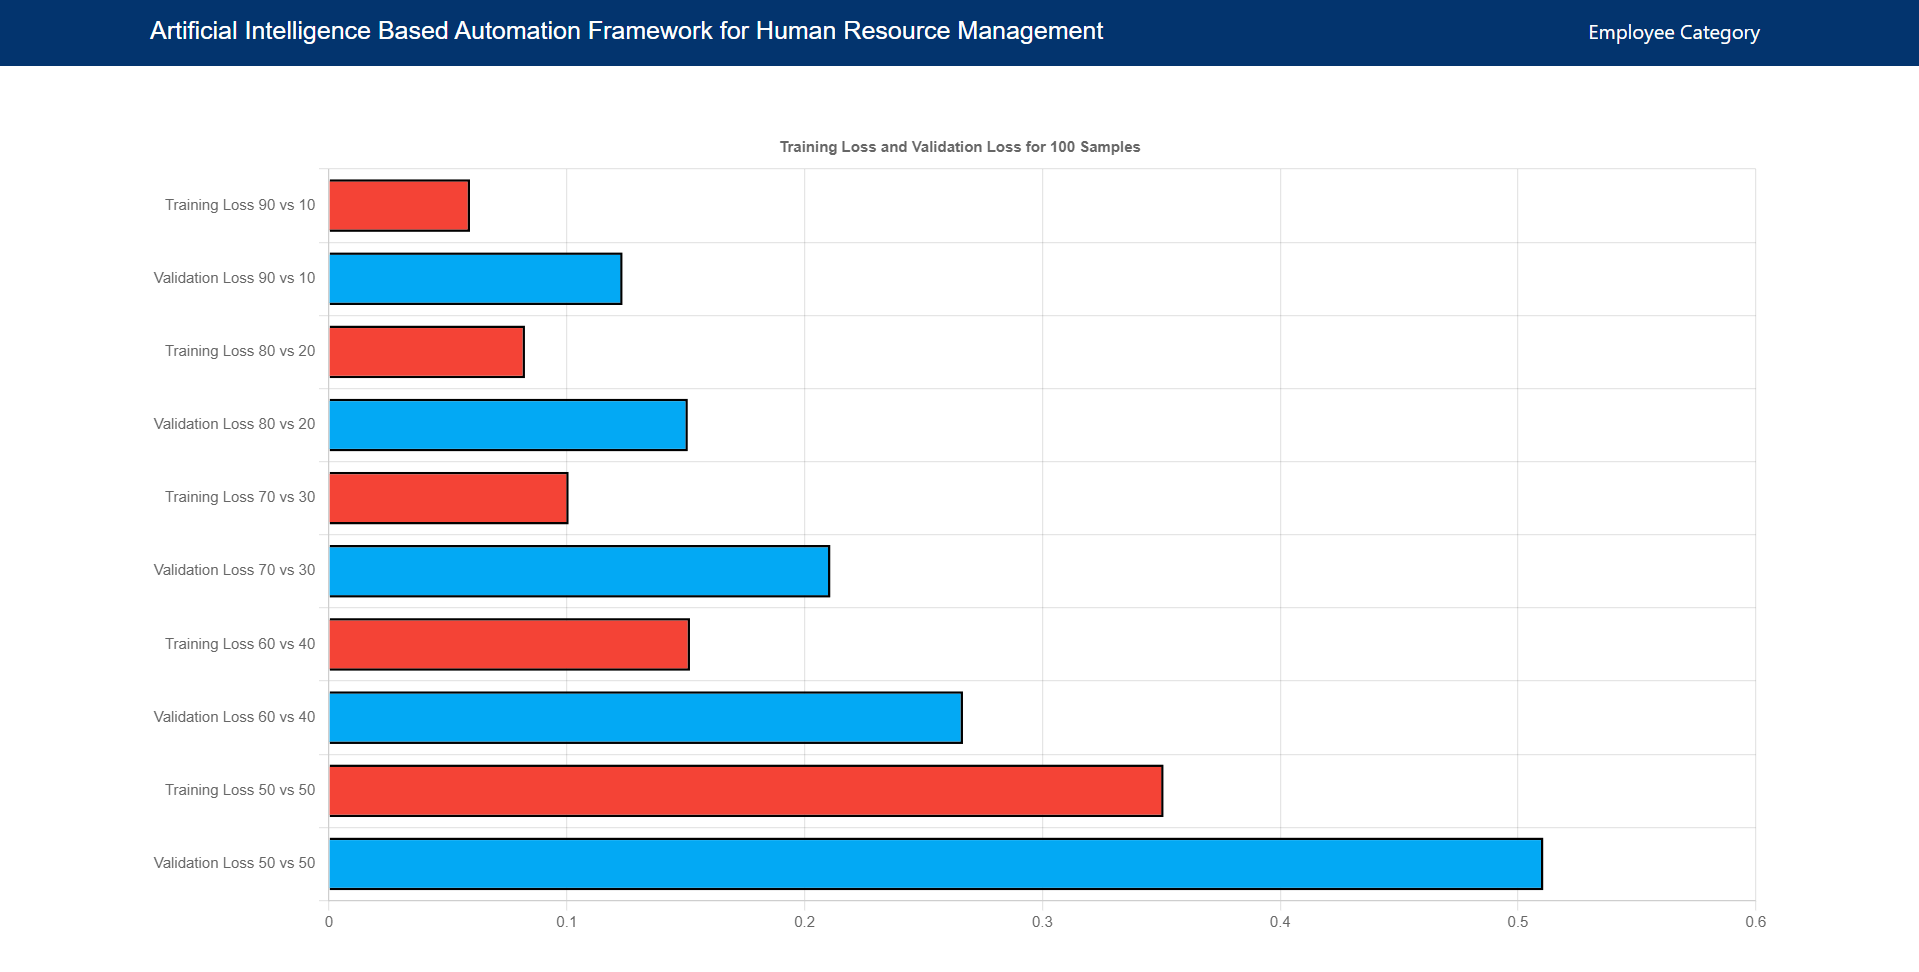 Artificial Intelligence Based Automation Framework for Human Resource Management
Employee Category
Training Loss and Validation Loss for 100 Samples
Training Loss 90 vs 10
Validation Loss 90 vs 10
Training Loss 80 vs 20
Validation Loss 80 vs 20
Training Loss 70 vs 30
Validation Loss 70 vs 30
Training Loss 60 vs 40
Validation Loss 60 vs 40
Training Loss 50 vs 50
Validation Loss 50 vs 50
0 0.1 0.2 0.3 0.4 0.5 0.6